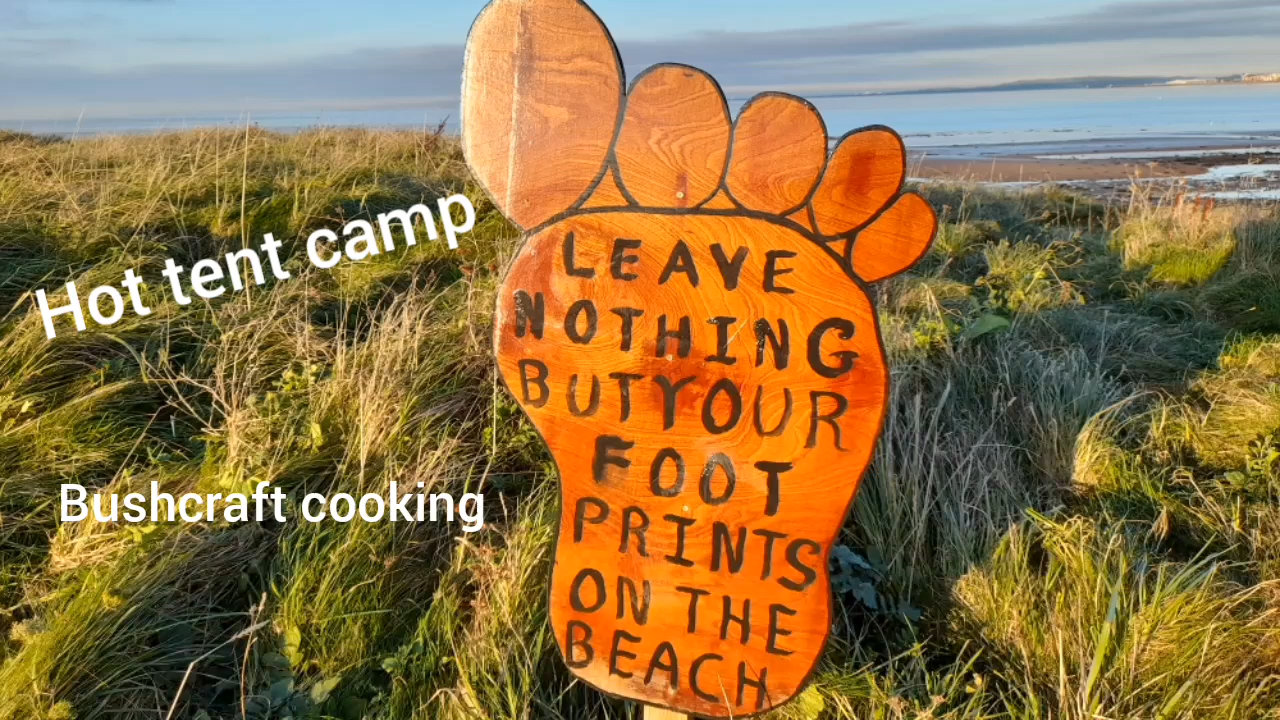 Hot tent camp
Bushcraft cooking
LEAVE
NOTHING
BUT YOUR
FOOT
PRINTS
ON THE
BEACH